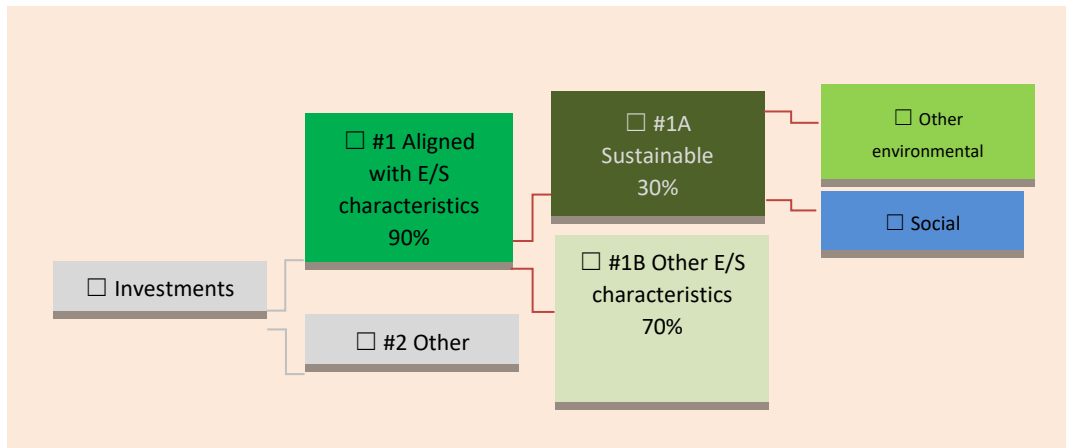 ☐ #1 Aligned
with E/S
characteristics
90%
☐ #1A
Sustainable
30%
☐ Other
environmental
☐ Social
☐ #1B Other E/S
characteristics
70%
☐ Investments
☐ #2 Other